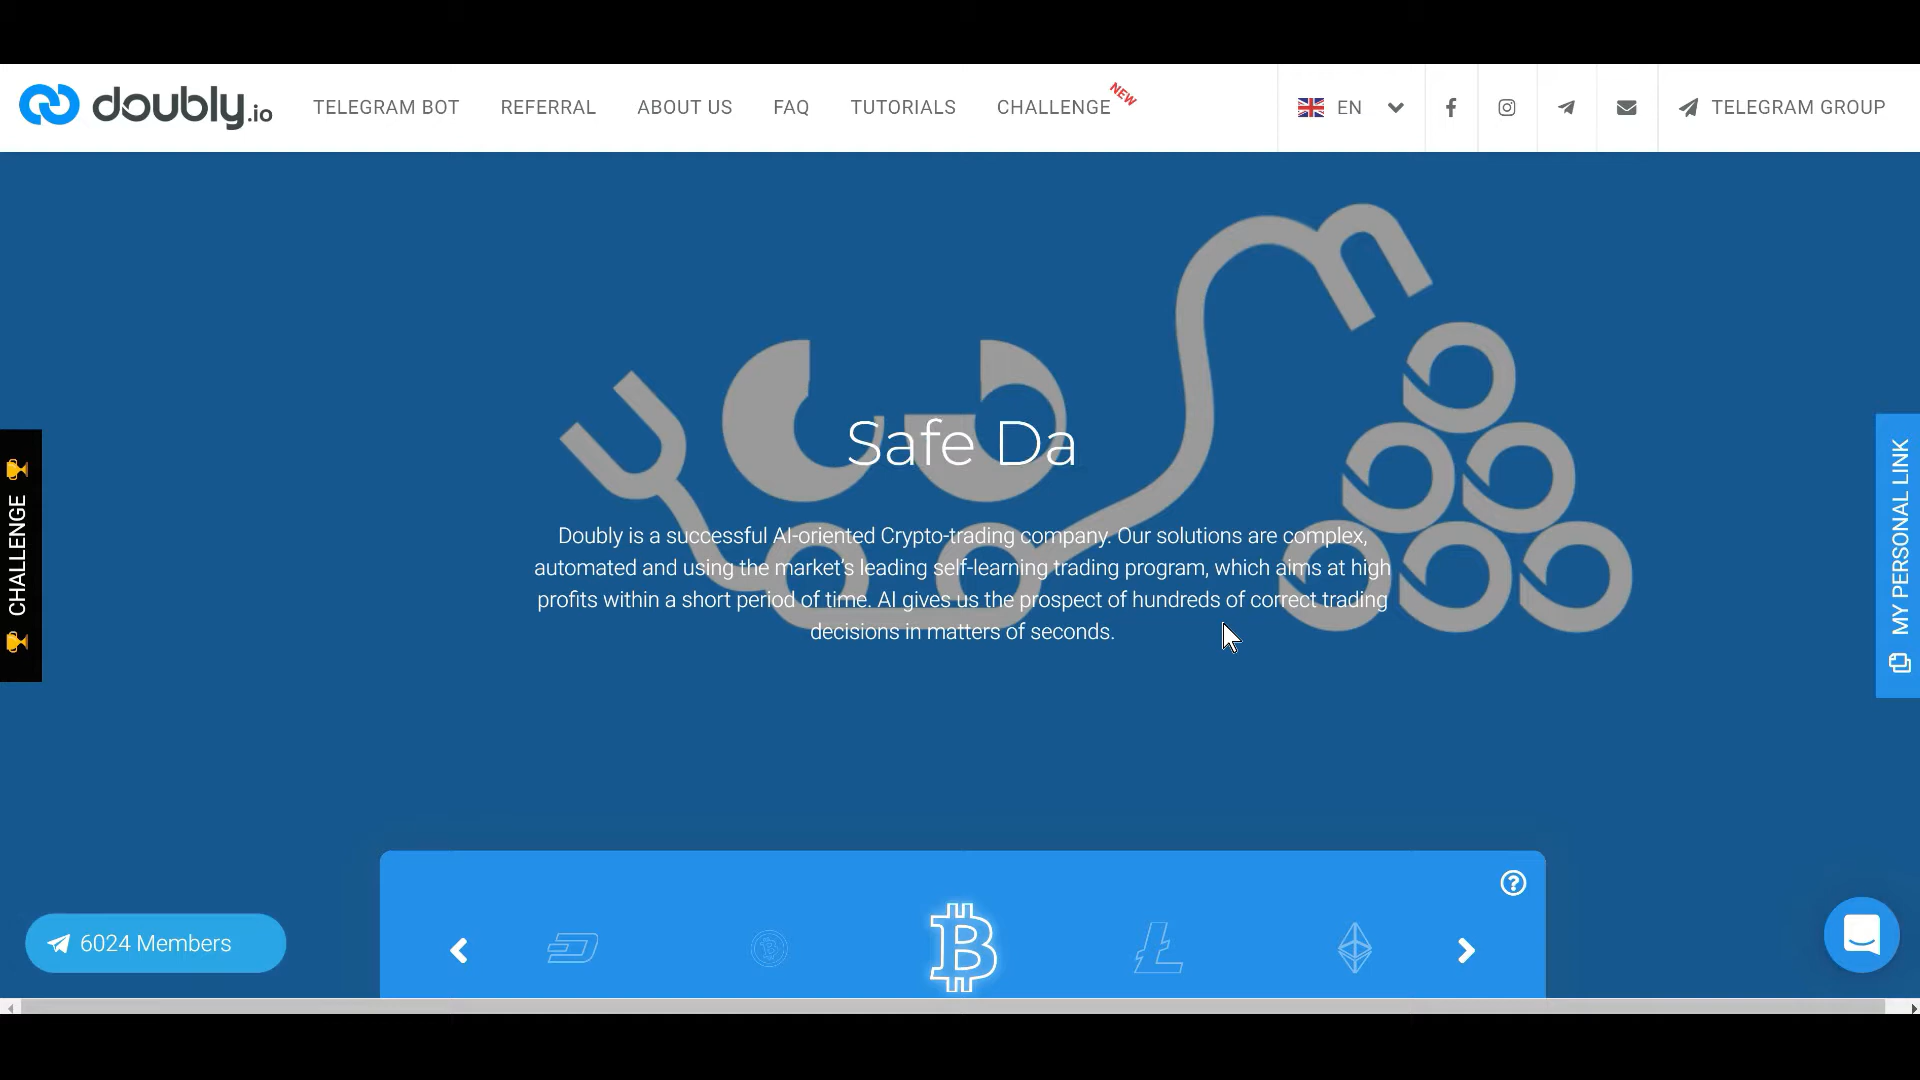 doubly.io
TELEGRAM BOT
REFERRAL
ABOUT US
FAQ
TUTORIALS
CHALLENGE
NEW
EN
TELEGRAM GROUP
Safe Da
Doubly is a successful AI-oriented Crypto-trading company. Our solutions are complex,
automated and using the market's leading self-learning trading program, which aims at high
profits within a short period of time. AI gives us the prospect of hundreds of correct trading
decisions in matters of seconds.
CHALLENGE
MY PERSONAL LINK
6024 Members